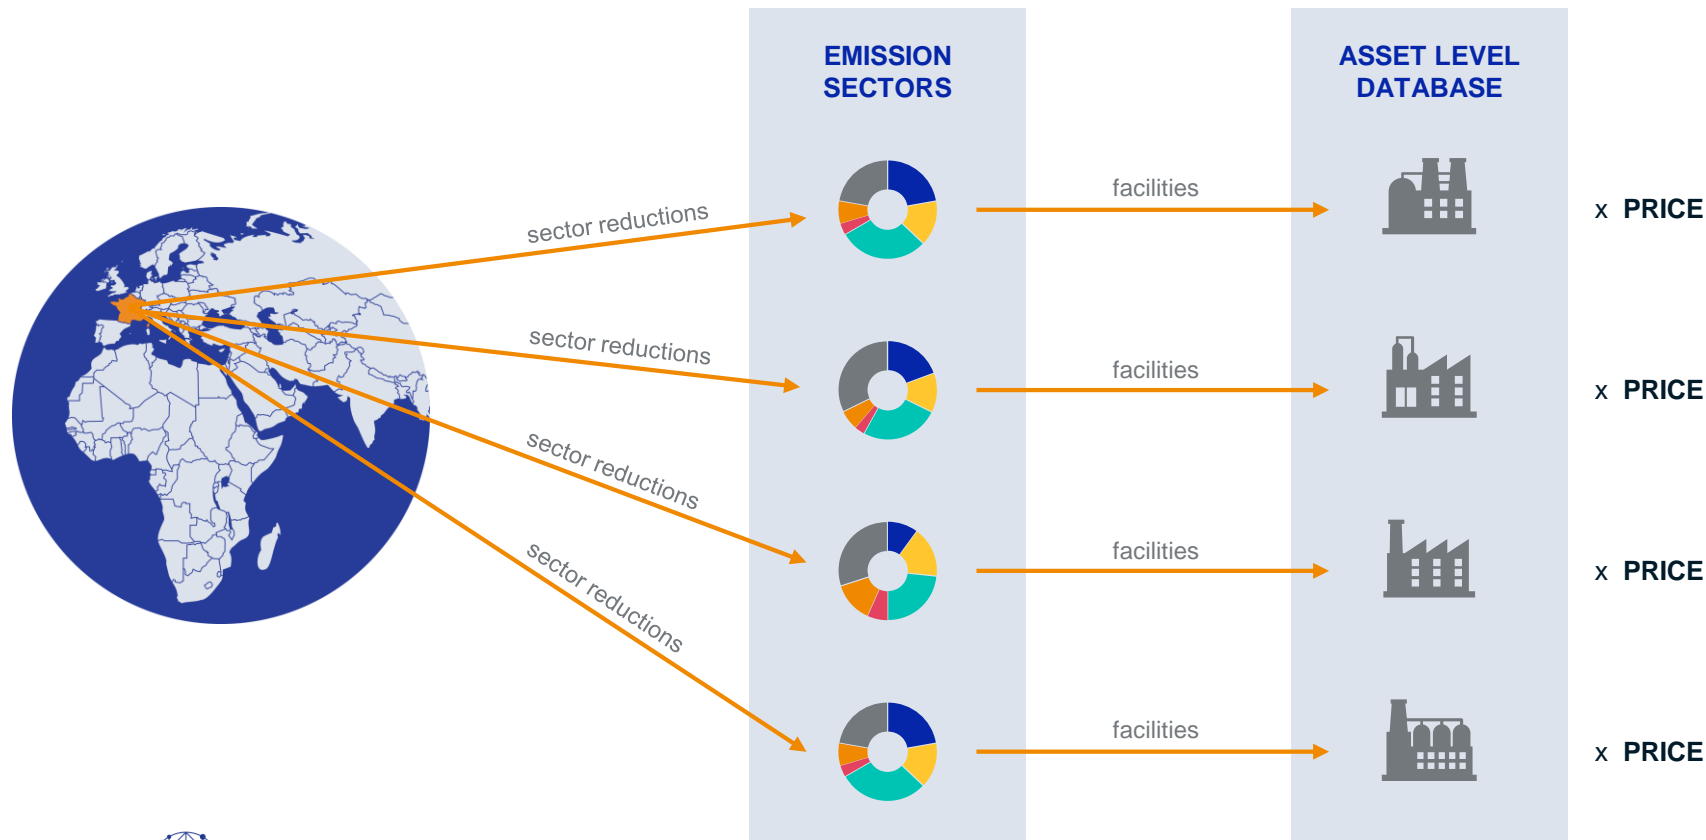 EMISSION
SECTORS
ASSET LEVEL
DATABASE
sector reductions
facilities
x PRICE
sector reductions
facilities
x PRICE
sector reductions
facilities
x PRICE
sector reductions
facilities
x PRICE